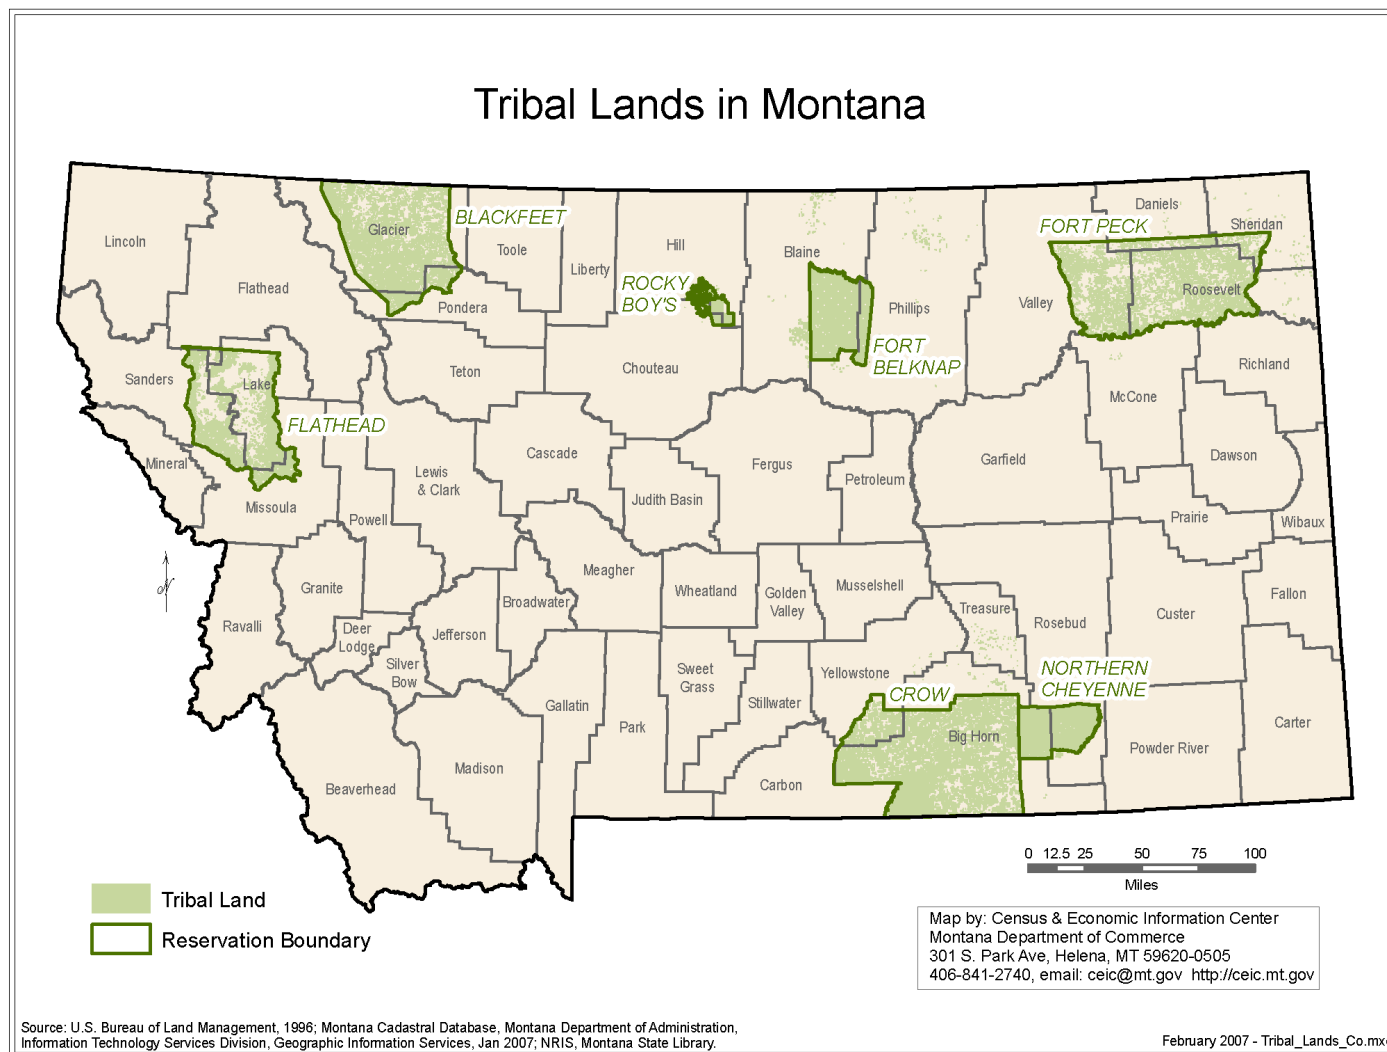 Tribal Lands in Montana
Lincoln
Flathead
Glacier
BLACKFEET
Toole
Liberty
Hill
Blaine
Phillips
Valley
FORT PECK
Daniels
Sheridan
Roosevelt
Pondera
ROCKY
BOY'S
FORT
BELKNAP
Sanders
Lake
FLATHEAD
Teton
Chouteau
Richland
McCone
Dawson
Mineral
Missoula
Powell
Lewis
& Clark
Cascade
Judith Basin
Fergus
Petroleum
Garfield
Prairie
Wibaux
Granite
Ravalli
Deer
Lodge
Silver
Bow
Jefferson
Broadwater
Meagher
Wheatland
Golden
Valley
Musselshell
Treasure
Rosebud
Custer
Fallon
Beaverhead
Madison
Gallatin
Park
Sweet
Grass
Stillwater
Yellowstone
Carbon
CROW
Big Horn
NORTHERN
CHEYENNE
Powder River
Carter
N
0 12.5 25 50 75 100
Miles
Tribal Land
Reservation Boundary
Map by: Census & Economic Information Center
Montana Department of Commerce
301 S. Park Ave, Helena, MT 59620-0505
406-841-2740, email: ceic@mt.gov http://ceic.mt.gov
Source: U.S. Bureau of Land Management, 1996; Montana Cadastral Database, Montana Department of Administration,
Information Technology Services Division, Geographic Information Services, Jan 2007; NRIS, Montana State Library.
February 2007 - Tribal_Lands_Co.mx